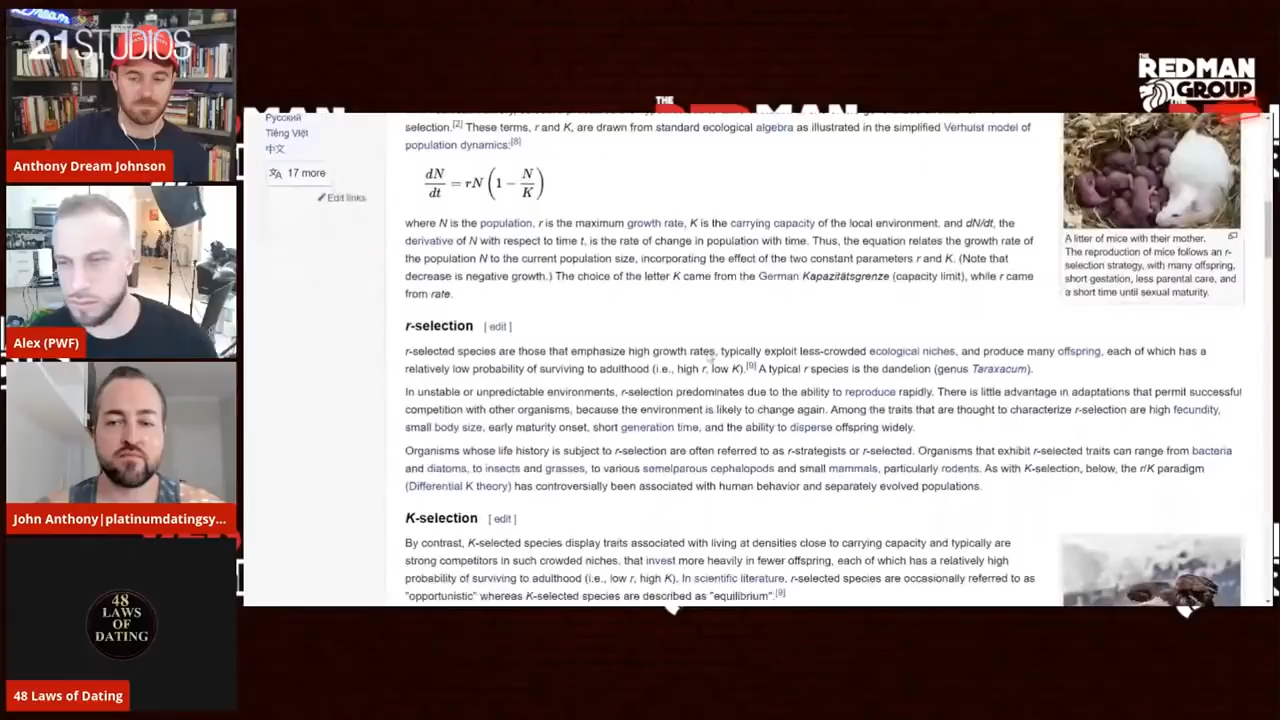 21STUDIOS
Anthony Dream Johnson
Alex (PWF)
John Anthony|platinumdatingsy...
48
LAWS
OF
DATING
48 Laws of Dating
THE
REDMAN
GROUP
THE
Русский
Tiếng Việt
中文
17 more
Edit links
selection.[2] These terms, r and K, are drawn from standard ecological algebra as illustrated in the simplified Verhulst model of
population dynamics:[8]
dN/dt = rN(1 − N/K)
where N is the population, r is the maximum growth rate, K is the carrying capacity of the local environment, and dN/dt, the
derivative of N with respect to time t, is the rate of change in population with time. Thus, the equation relates the growth rate of
the population N to the current population size, incorporating the effect of the two constant parameters r and K. (Note that
decrease is negative growth.) The choice of the letter K came from the German Kapazitätsgrenze (capacity limit), while r came
from rate.
r-selection [ edit ]
r-selected species are those that emphasize high growth rates, typically exploit less-crowded ecological niches, and produce many offspring, each of which has a
relatively low probability of surviving to adulthood (i.e., high r, low K).[9] A typical r species is the dandelion (genus Taraxacum).
In unstable or unpredictable environments, r-selection predominates due to the ability to reproduce rapidly. There is little advantage in adaptations that permit successful
competition with other organisms, because the environment is likely to change again. Among the traits that are thought to characterize r-selection are high fecundity,
small body size, early maturity onset, short generation time, and the ability to disperse offspring widely.
Organisms whose life history is subject to r-selection are often referred to as r-strategists or r-selected. Organisms that exhibit r-selected traits can range from bacteria
and diatoms, to insects and grasses, to various semelparous cephalopods and small mammals, particularly rodents. As with K-selection, below, the r/K paradigm
(Differential K theory) has controversially been associated with human behavior and separately evolved populations.
K-selection [ edit ]
By contrast, K-selected species display traits associated with living at densities close to carrying capacity and typically are
strong competitors in such crowded niches, that invest more heavily in fewer offspring, each of which has a relatively high
probability of surviving to adulthood (i.e., low r, high K). In scientific literature, r-selected species are occasionally referred to as
"opportunistic" whereas K-selected species are described as "equilibrium".[9]
A litter of mice with their mother.
The reproduction of mice follows an r-
selection strategy, with many offspring,
short gestation, less parental care, and
a short time until sexual maturity.